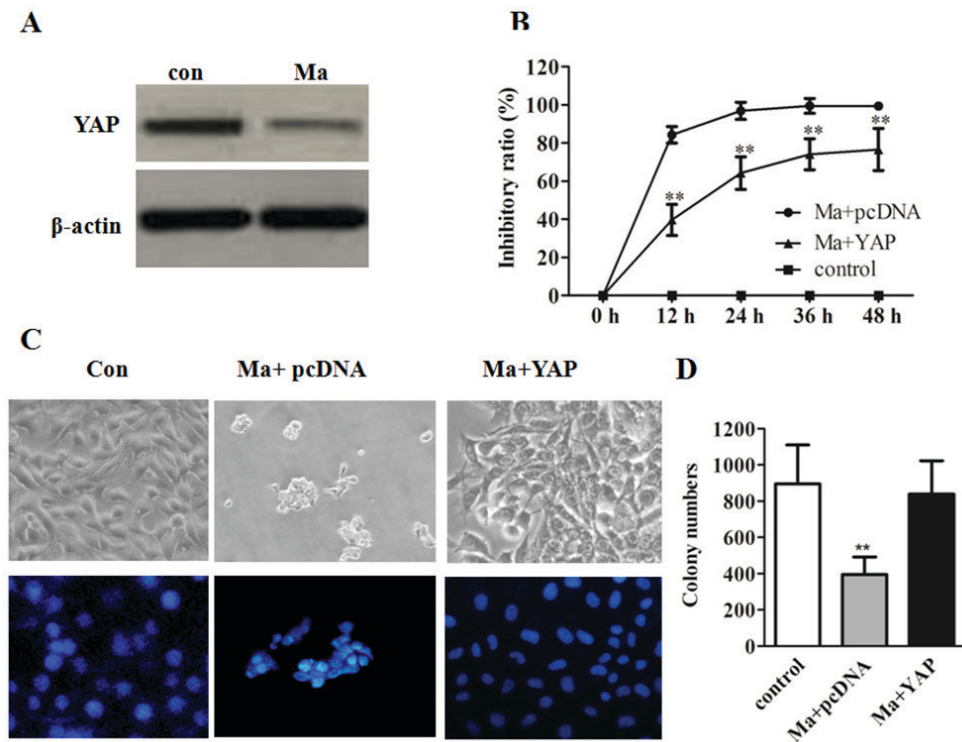 A
con Ma
YAP
β-actin
B
Inhibitory ratio (%)
120
100
80
60
40
20
0
**
**
**
**
Ma+pcDNA
Ma+YAP
control
0 h 12 h 24 h 36 h 48 h
C
Con Ma+ pcDNA Ma+YAP
D
Colony numbers
1200
1000
800
600
400
200
0
**
control
Ma+pcDNA
Ma+YAP